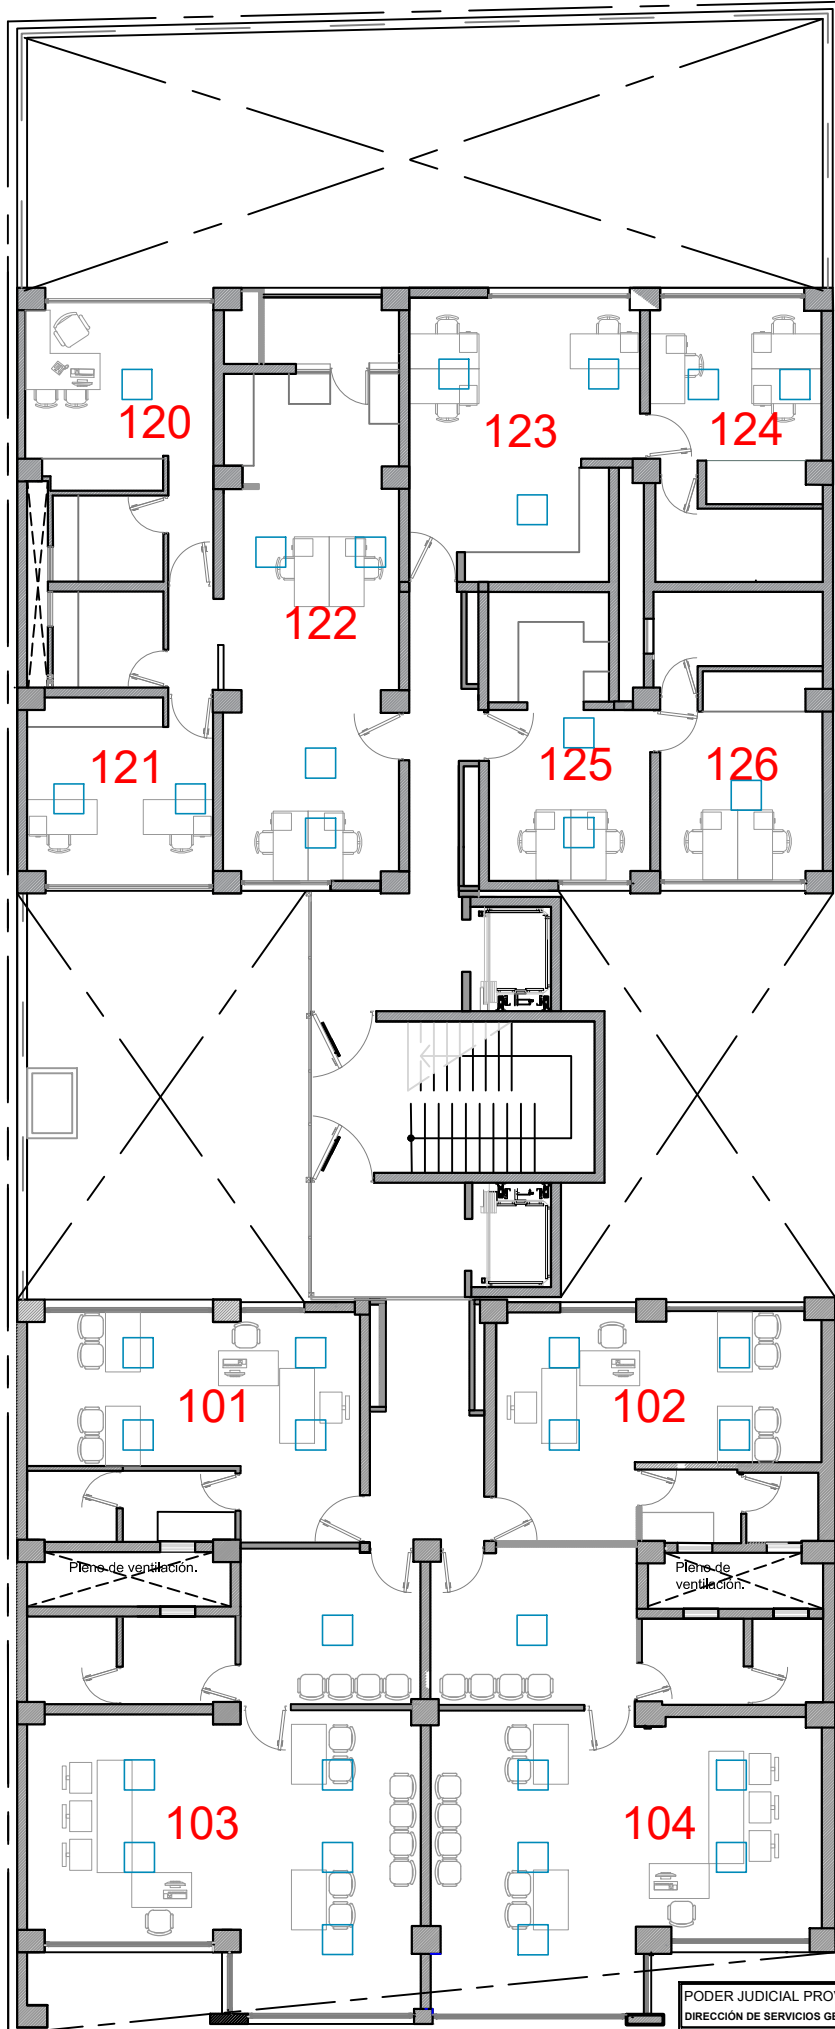 120
123
124
122
121
125
126
101
102
Pleno de ventilación.
Pleno de
ventilación.
103
104
PODER JUDICIAL
DIRECCIÓN DE SERVICIOS